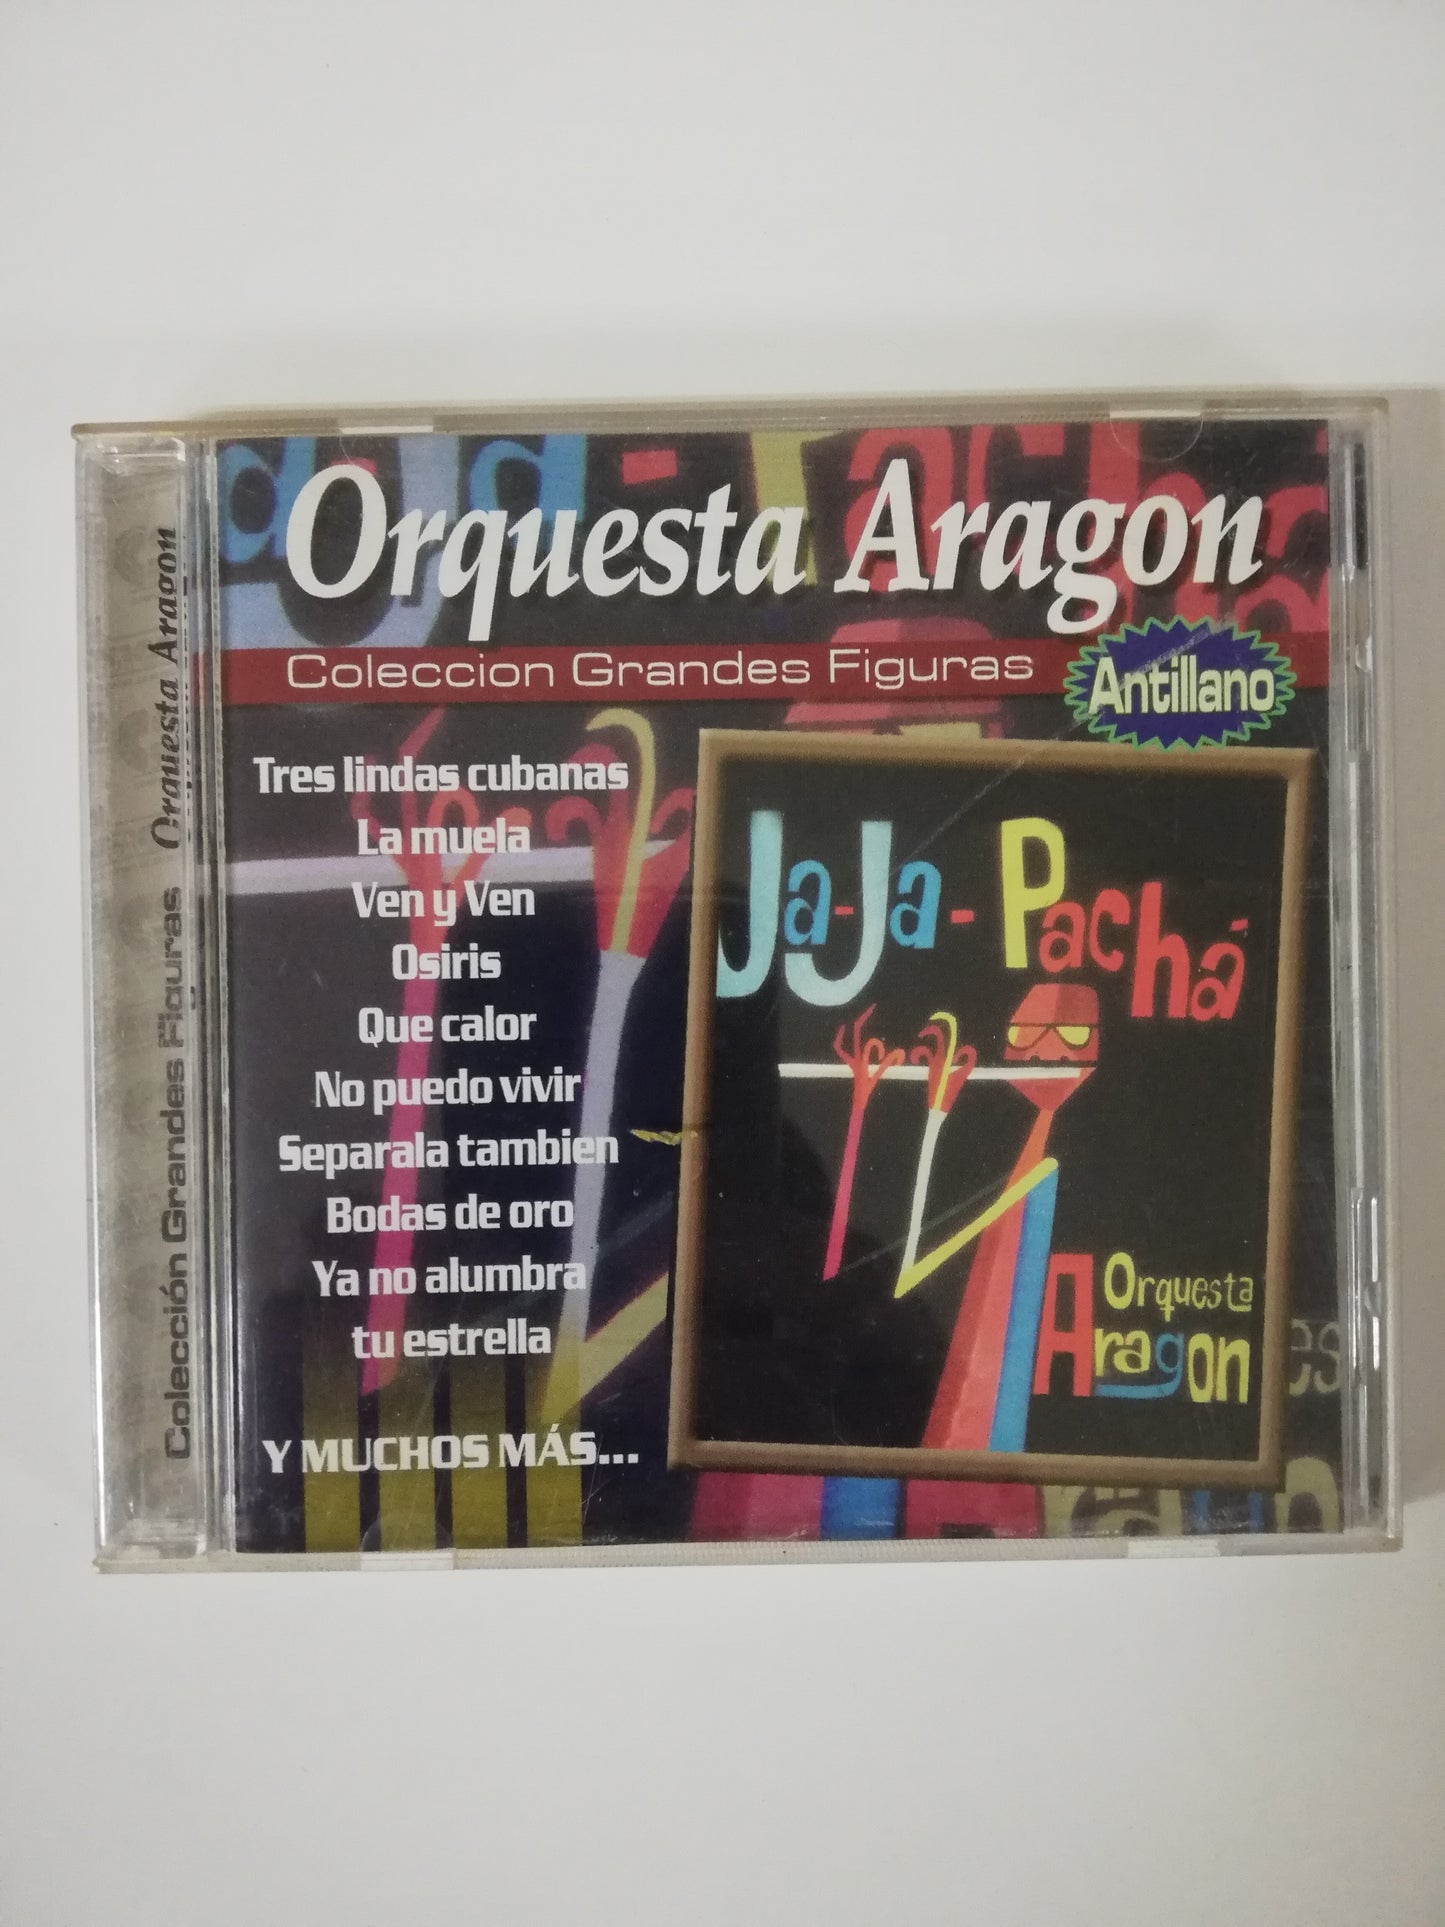 Orquesta Aragon
Coleccion Grandes Figuras
Antillano
Tres lindas cubanas
La muela
Ven y Ven
Osiris
Que calor
No puedo vivir
Separala tambien
Bodas de oro
Ya no alumbra
tu estrella
Y MUCHOS MÁS...
Ja-Ja-Pachá
Orquesta
Aragon
Colección Grandes Figuras Orquesta Aragon